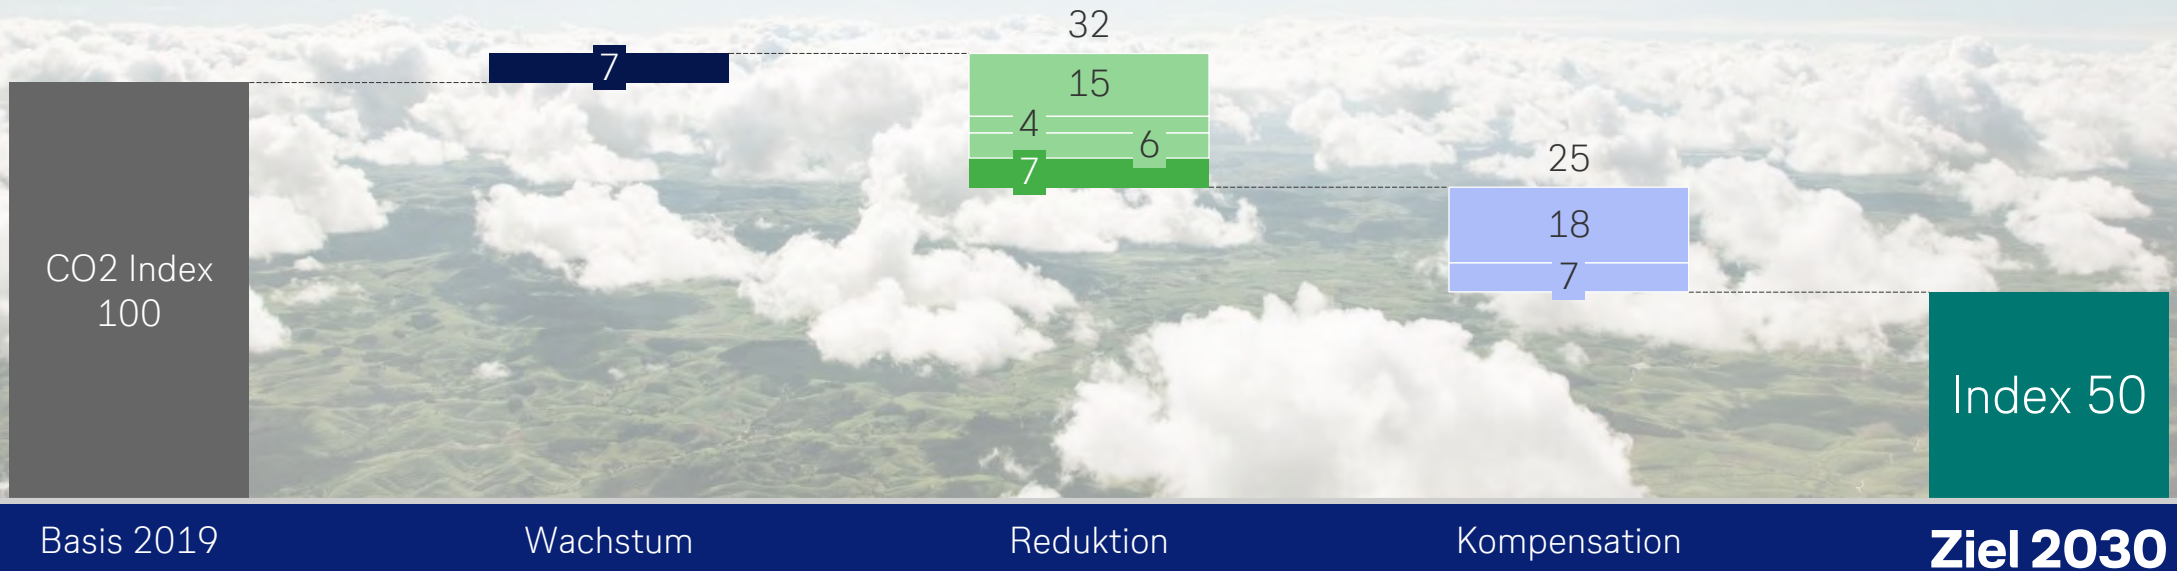 32
7
15
4
6
7
25
18
7
CO2 Index
100
Index 50
Basis 2019
Wachstum
Reduktion
Kompensation
Ziel 2030